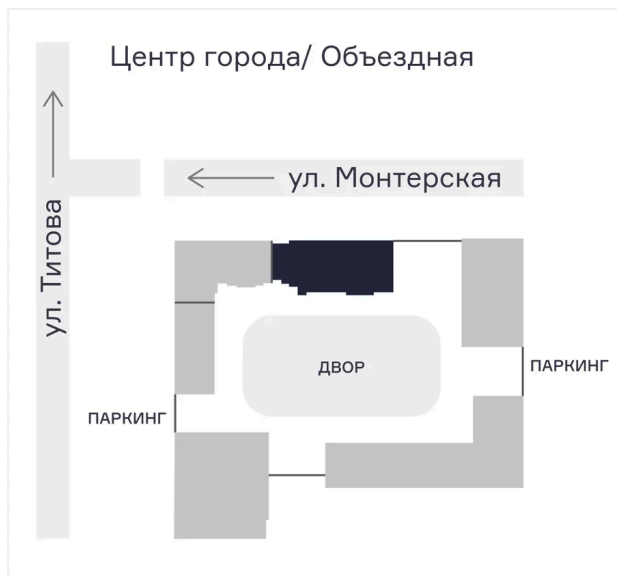 Центр города/ Объездная
ул. Монтерская
ул. Титова
ДВОР
ПАРКИНГ
ПАРКИНГ